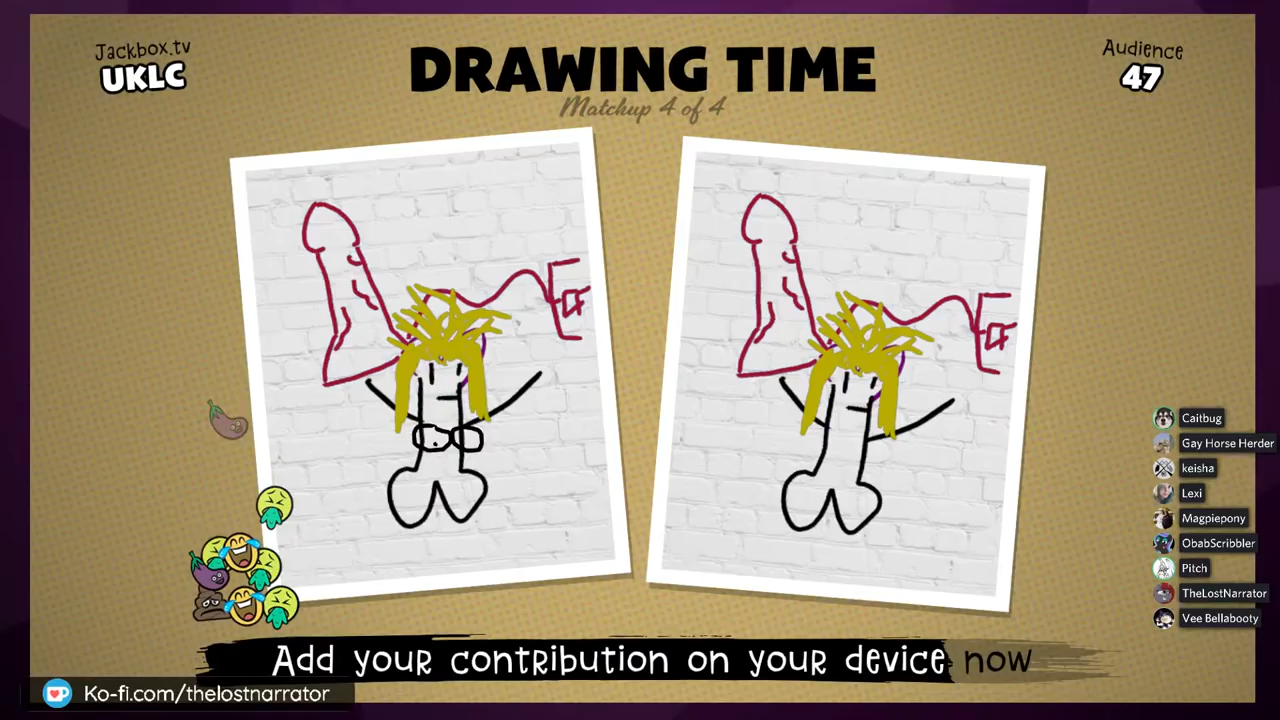 Jackbox.tv
UKLC
DRAWING TIME
Matchup 4 of 4
Audience
47
Caitbug
Gay Horse Herder
keisha
Lexi
Magpiepony
ObabScribbler
Pitch
TheLostNarrator
Vee Bellabooty
Add your contribution on your device now
Ko-fi.com/thelostnarrator